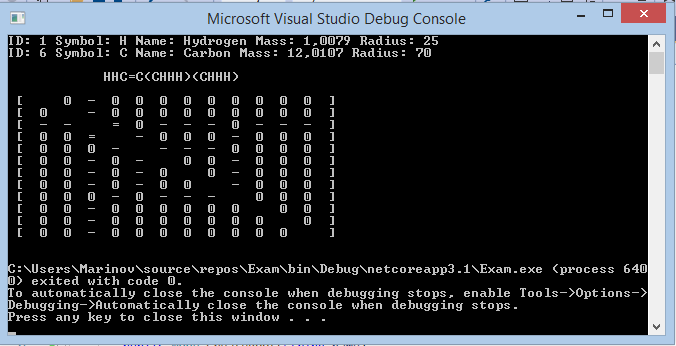 Microsoft Visual Studio Debug Console
ID: 1 Symbol: H Name: Hydrogen Mass: 1,0079 Radius: 25
ID: 6 Symbol: C Name: Carbon Mass: 12,0107 Radius: 70
HHC=C(CHHH)(CHHH)
[   0 - 0 0 0 0 0 0 0 0 0 ]
[ 0   - 0 0 0 0 0 0 0 0 0 ]
[ - -   = 0 - - - 0 - - - ]
[ 0 0 =   - 0 0 0 - 0 0 0 ]
[ 0 0 0 -   - - - 0 0 0 0 ]
[ 0 0 - 0 -   0 0 - 0 0 0 ]
[ 0 0 - 0 - 0   0 - 0 0 0 ]
[ 0 0 - 0 - 0 0   - 0 0 0 ]
[ 0 0 0 - 0 - - -   0 0 0 ]
[ 0 0 - 0 0 0 0 0 0   0 0 ]
[ 0 0 - 0 0 0 0 0 0 0   0 ]
[ 0 0 - 0 0 0 0 0 0 0 0   ]
C:\Users\Marinov\source\repos\Exam\bin\Debug\netcoreapp3.1\Exam.exe (process 640
0) exited with code 0.
To automatically close the console when debugging stops, enable Tools->Options->
Debugging->Automatically close the console when debugging stops.
Press any key to close this window . . .